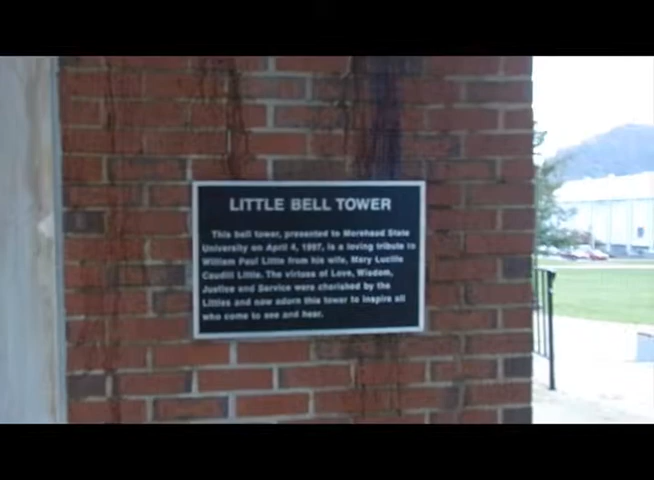 LITTLE BELL TOWER
This bell tower, presented to Morehead State
University on April 4, 1997, is a loving tribute to
William Paul Little from his wife, Mary Lucille
Caudill Little. The virtues of Love, Wisdom,
Justice and Service were cherished by the
Littles and now adorn this tower to inspire all
who come to see and hear.